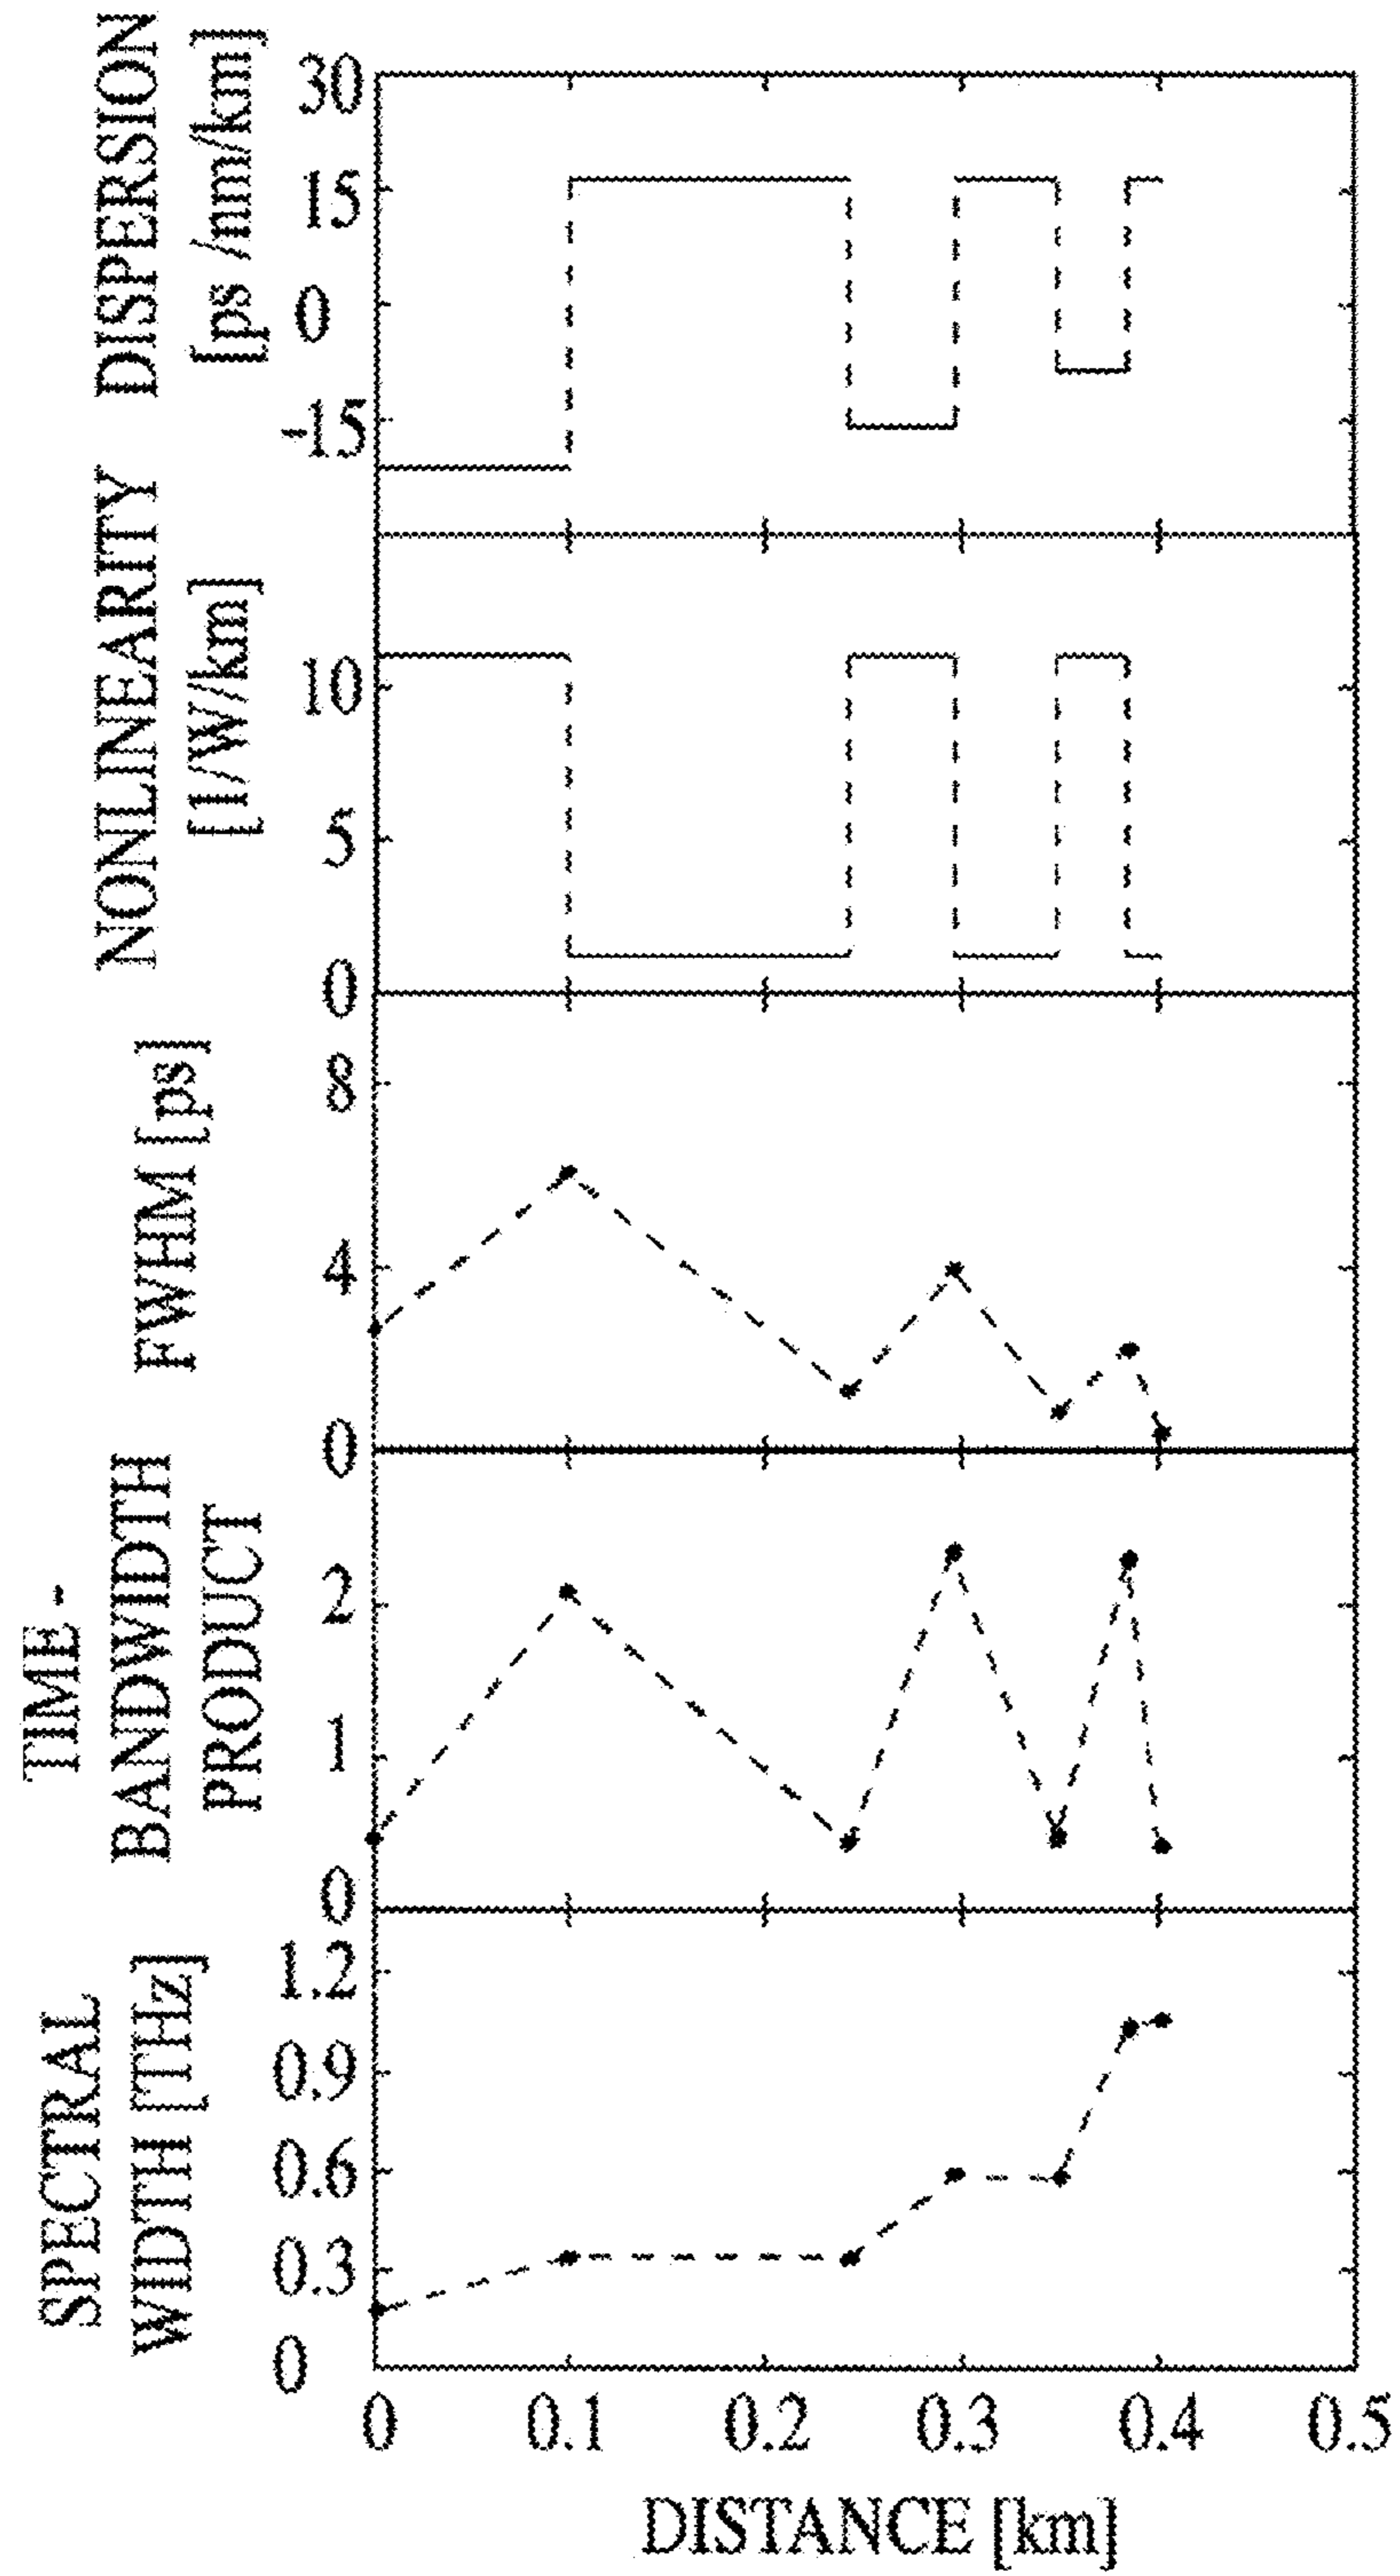 DISPERSION
[ps /nm/km]
30
15
0
-15
NONLINEARITY
[1/W/km]
10
5
0
FWHM [ps]
8
4
0
TIME -
BANDWIDTH
PRODUCT
2
1
0
SPECTRAL
WIDTH [THz]
1.2
0.9
0.6
0.3
0
0 0.1 0.2 0.3 0.4 0.5
DISTANCE [km]